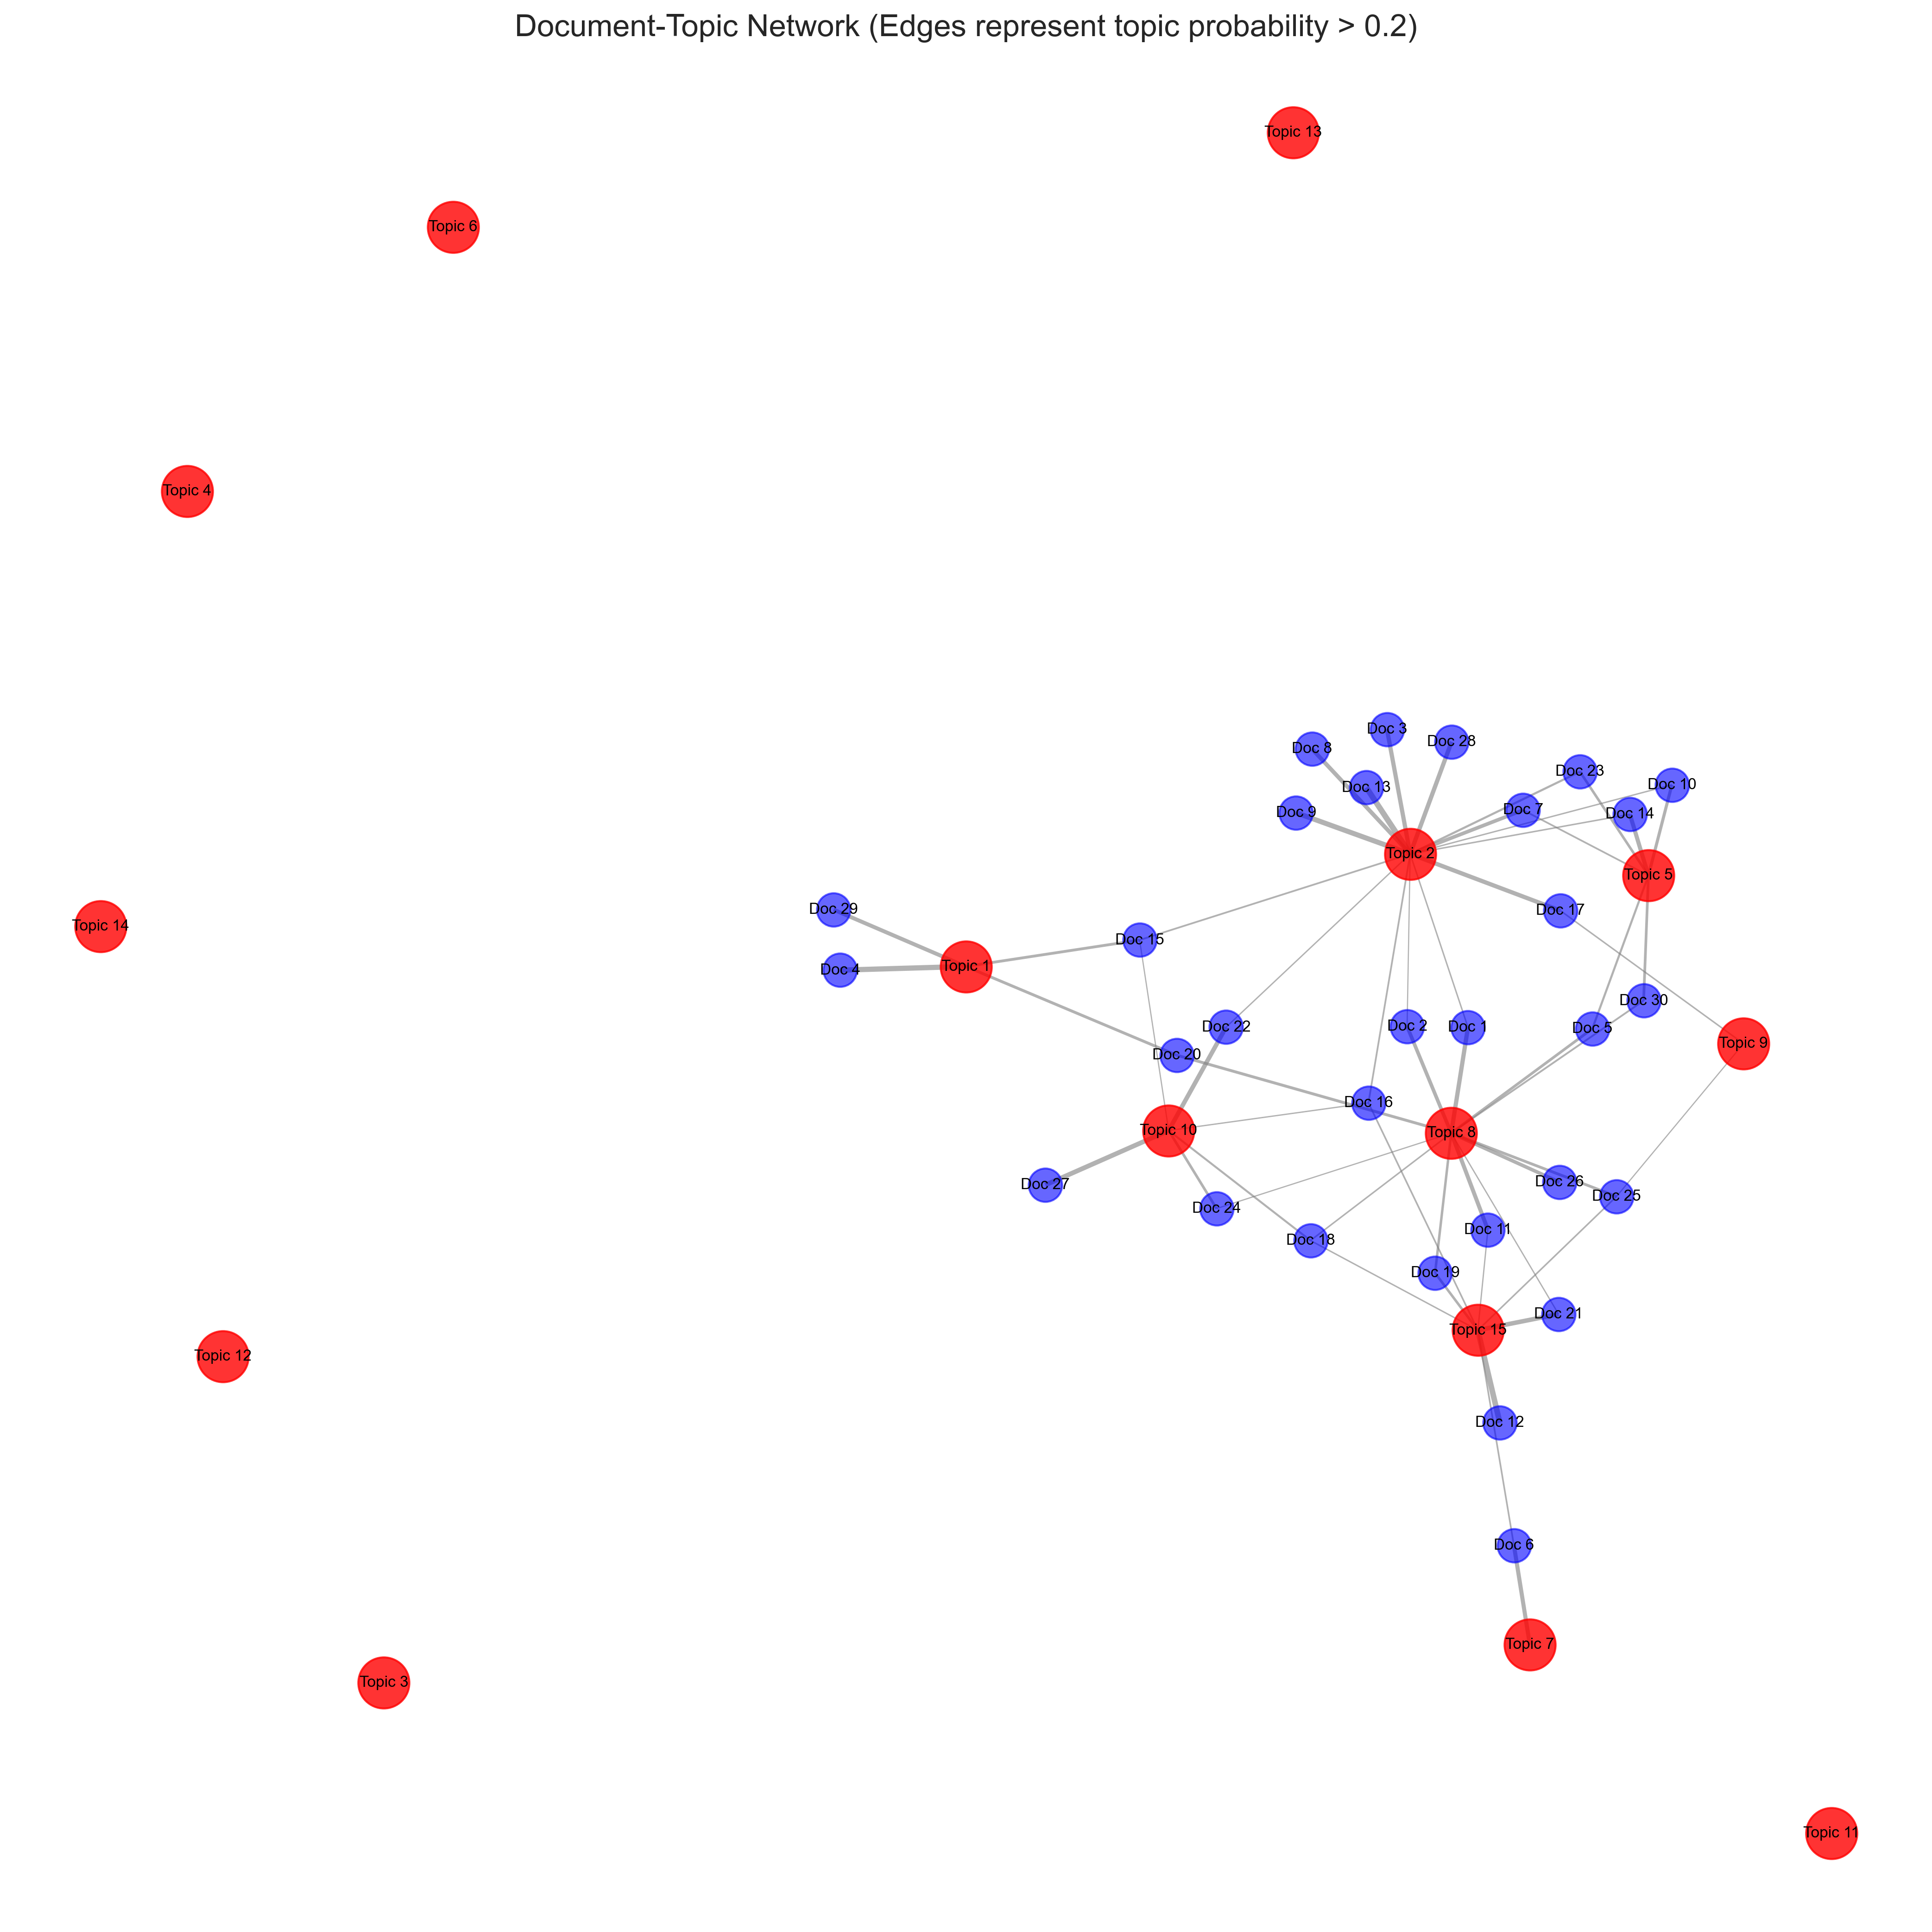 Document-Topic Network (Edges represent topic probability > 0.2)
Topic 13
Topic 6
Topic 4
Doc 3
Doc 28
Doc 8
Doc 23
Doc 10
Doc 13
Doc 7
Doc 9
Doc 14
Topic 2
Topic 5
Doc 29
Doc 17
Topic 14
Doc 15
Topic 1
Doc 4
Doc 30
Doc 22
Doc 2
Doc 1
Doc 5
Topic 9
Doc 20
Doc 16
Topic 10
Topic 8
Doc 26
Doc 27
Doc 25
Doc 24
Doc 11
Doc 18
Doc 19
Doc 21
Topic 15
Topic 12
Doc 12
Doc 6
Topic 7
Topic 3
Topic 11